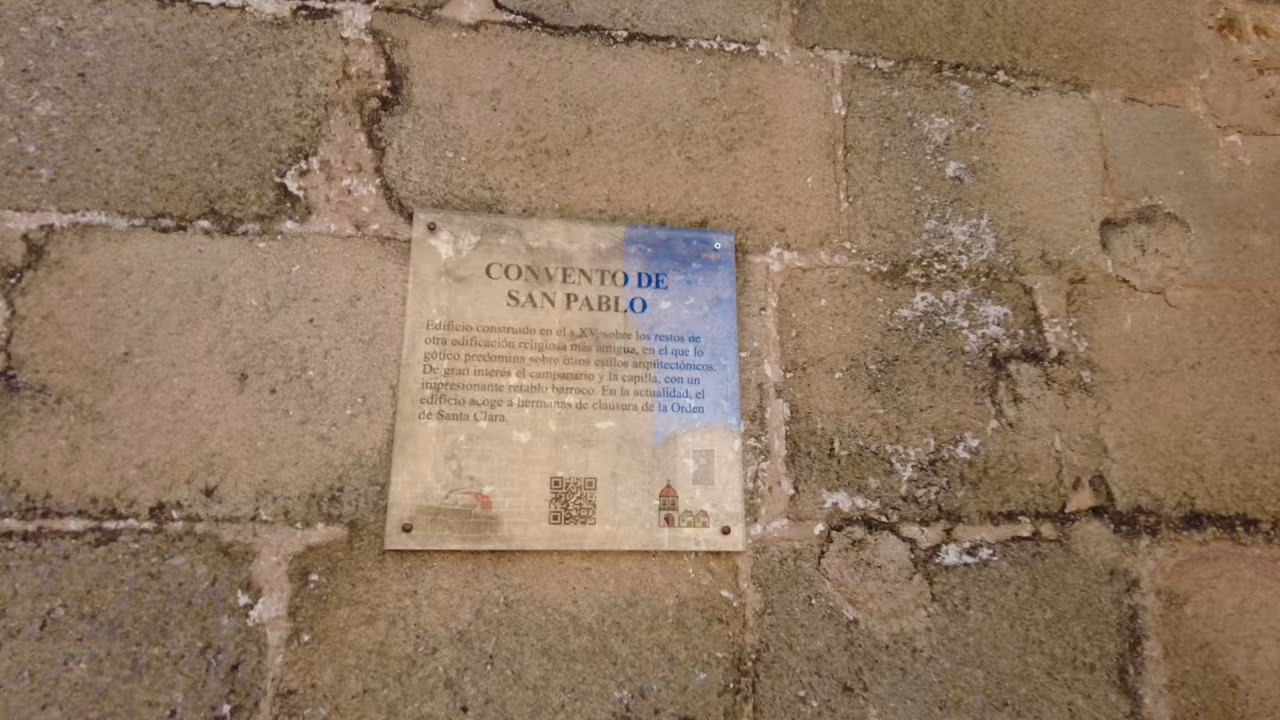 CONVENTO DE
SAN PABLO
Edificio construido en el s XV sobre los restos de
otra edificación religiosa más antigua, en el que lo
gótico predomina sobre otros estilos arquitectónicos.
De gran interés el campanario y la capilla, con un
impresionante retablo barroco. En la actualidad, el
edificio acoge a hermanas de clausura de la Orden
de Santa Clara.